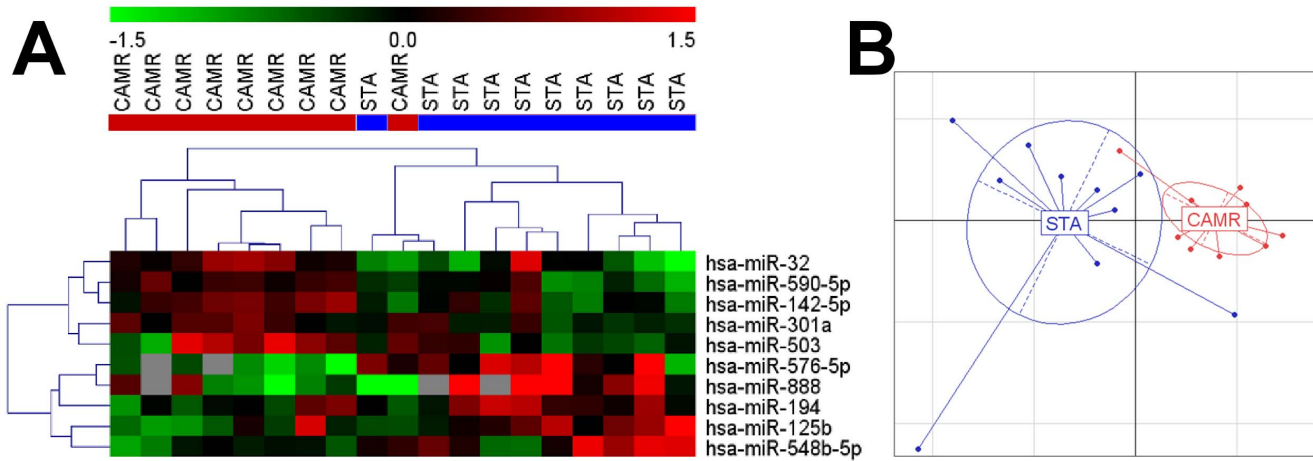 A
-1.5 0.0 1.5
CAMR CAMR CAMR CAMR CAMR CAMR CAMR CAMR STA CAMR STA STA STA STA STA STA STA STA STA
hsa-miR-32
hsa-miR-590-5p
hsa-miR-142-5p
hsa-miR-301a
hsa-miR-503
hsa-miR-576-5p
hsa-miR-888
hsa-miR-194
hsa-miR-125b
hsa-miR-548b-5p
B
STA
CAMR